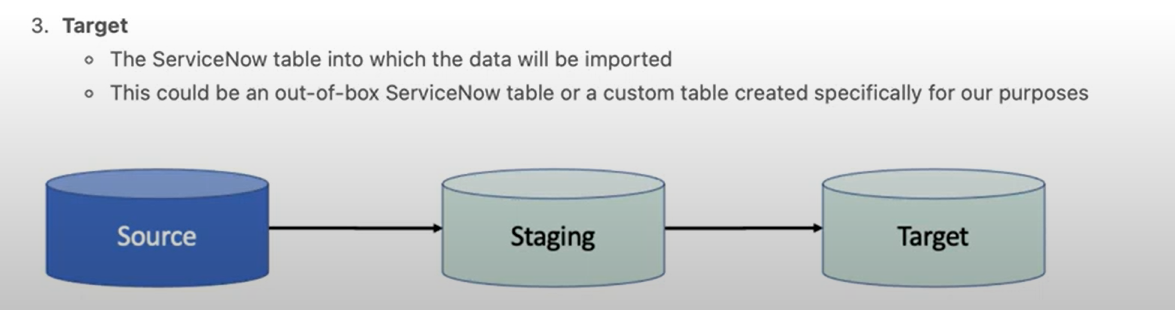 3. Target
The ServiceNow table into which the data will be imported
This could be an out-of-box ServiceNow table or a custom table created specifically for our purposes
Source
Staging
Target